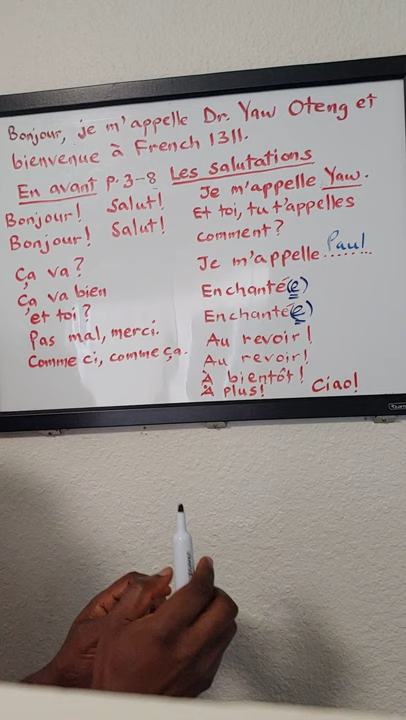 Bonjour, je m'appelle Dr. Yaw Oteng et
bienvenue à French 1311.
En avant p. 3-8 Les salutations
Bonjour! Salut!
Bonjour! Salut!
Ça va?
Ça va bien
et toi?
Pas mal, merci.
Comme ci, comme ça.
Je m'appelle Yaw.
Et toi, tu t'appelles
comment?
Je m'appelle Paul
Enchanté(e)
Enchanté(e)
Au revoir!
Au revoir!
À bientôt!
À plus! Ciao!